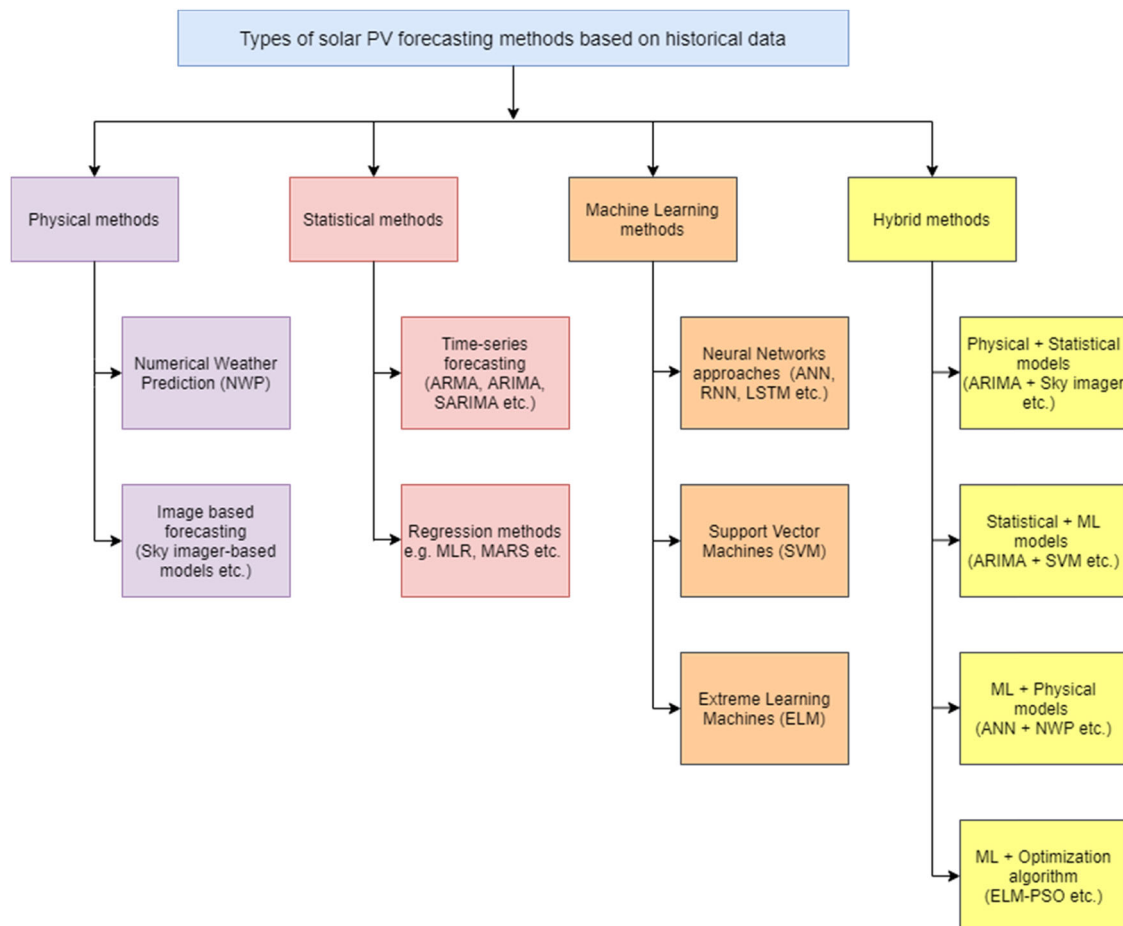 Types of solar PV forecasting methods based on historical data
Physical methods
Statistical methods
Machine Learning
methods
Hybrid methods
Numerical Weather
Prediction (NWP)
Image based
forecasting
(Sky imager-based
models etc.)
Time-series
forecasting
(ARMA, ARIMA,
SARIMA etc.)
Regression methods
e.g. MLR, MARS etc.
Neural Networks
approaches (ANN,
RNN, LSTM etc.)
Support Vector
Machines (SVM)
Extreme Learning
Machines (ELM)
Physical + Statistical
models
(ARIMA + Sky imager
etc.)
Statistical + ML
models
(ARIMA + SVM etc.)
ML + Physical
models
(ANN + NWP etc.)
ML + Optimization
algorithm
(ELM-PSO etc.)